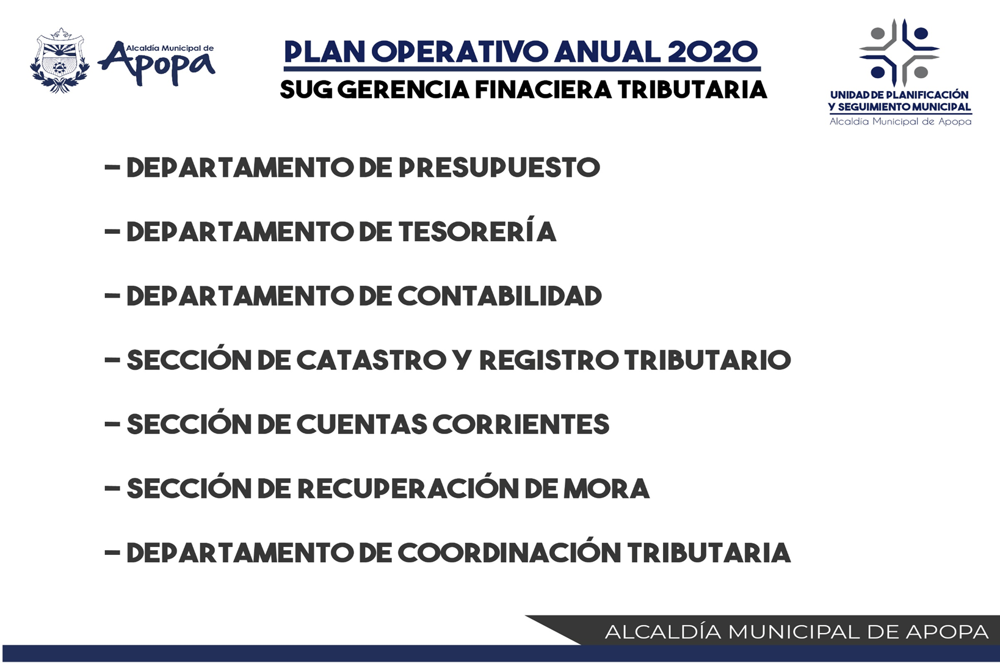 Alcaldía Municipal de
Apopa
PLAN OPERATIVO ANUAL 2020
SUG GERENCIA FINACIERA TRIBUTARIA
UNIDAD DE PLANIFICACIÓN
Y SEGUIMIENTO MUNICIPAL
Alcaldía Municipal de Apopa
- DEPARTAMENTO DE PRESUPUESTO
- DEPARTAMENTO DE TESORERÍA
- DEPARTAMENTO DE CONTABILIDAD
- SECCIÓN DE CATASTRO Y REGISTRO TRIBUTARIO
- SECCIÓN DE CUENTAS CORRIENTES
- SECCIÓN DE RECUPERACIÓN DE MORA
- DEPARTAMENTO DE COORDINACIÓN TRIBUTARIA
ALCALDÍA MUNICIPAL DE APOPA